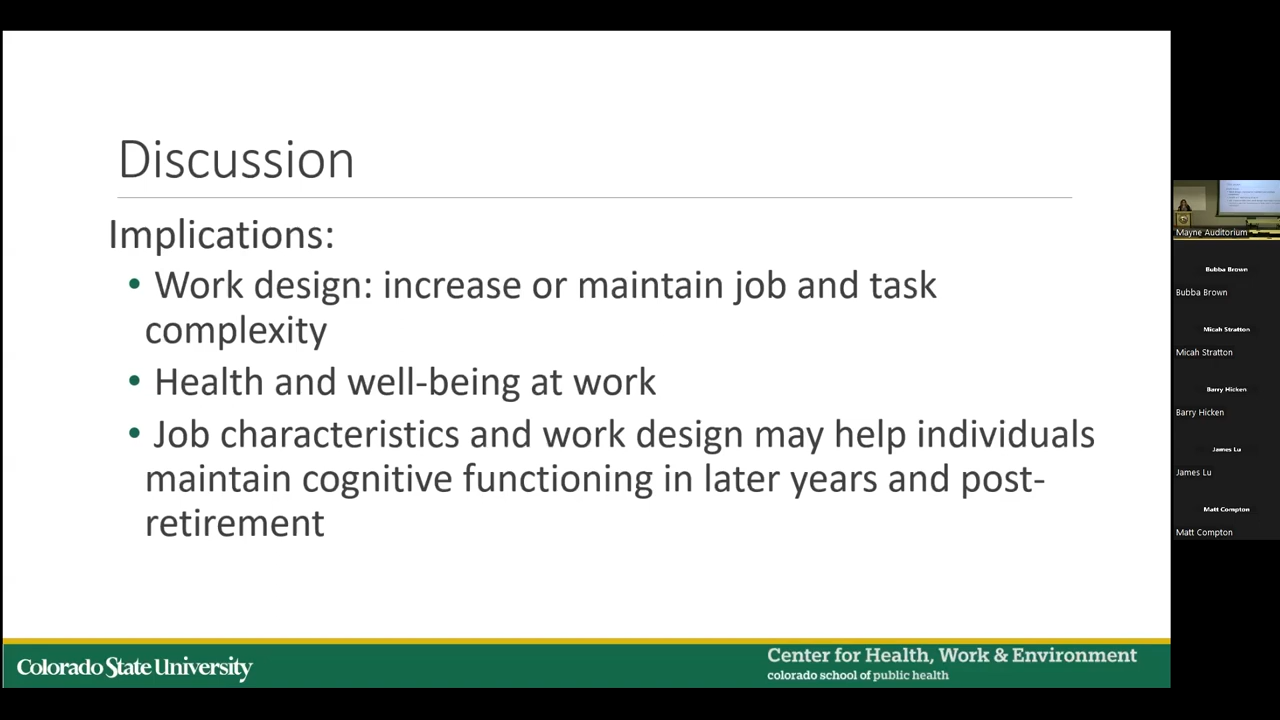 Discussion
Implications:
• Work design: increase or maintain job and task
complexity
• Health and well-being at work
• Job characteristics and work design may help individuals
maintain cognitive functioning in later years and post-
retirement
Colorado State University
Center for Health, Work & Environment
colorado school of public health
Mayne Auditorium
Bubba Brown
Bubba Brown
Micah Stratton
Micah Stratton
Barry Hicken
Barry Hicken
James Lu
James Lu
Matt Compton
Matt Compton